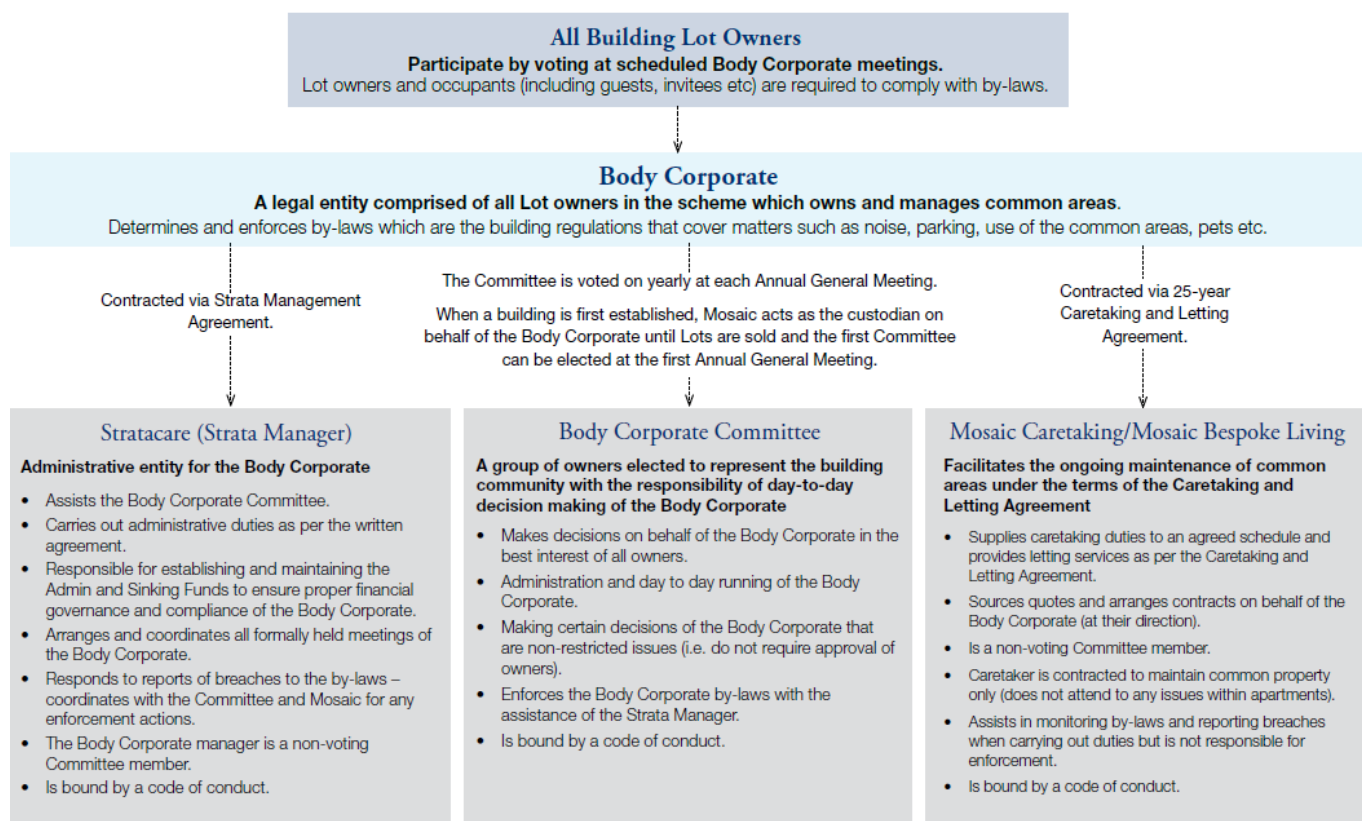 All Building Lot Owners
Participate by voting at scheduled Body Corporate meetings.
Lot owners and occupants (including guests, invitees etc) are required to comply with by-laws.
Body Corporate
A legal entity comprised of all Lot owners in the scheme which owns and manages common areas.
Determines and enforces by-laws which are the building regulations that cover matters such as noise, parking, use of the common areas, pets etc.
Contracted via Strata Management
Agreement.
The Committee is voted on yearly at each Annual General Meeting.
When a building is first established, Mosaic acts as the custodian on
behalf of the Body Corporate until Lots are sold and the first Committee
can be elected at the first Annual General Meeting.
Contracted via 25-year
Caretaking and Letting
Agreement.
Stratacare (Strata Manager)
Administrative entity for the Body Corporate
• Assists the Body Corporate Committee.
• Carries out administrative duties as per the written
agreement.
• Responsible for establishing and maintaining the
Admin and Sinking Funds to ensure proper financial
governance and compliance of the Body Corporate.
• Arranges and coordinates all formally held meetings of
the Body Corporate.
• Responds to reports of breaches to the by-laws –
coordinates with the Committee and Mosaic for any
enforcement actions.
• The Body Corporate manager is a non-voting
Committee member.
• Is bound by a code of conduct.
Body Corporate Committee
A group of owners elected to represent the building
community with the responsibility of day-to-day
decision making of the Body Corporate
• Makes decisions on behalf of the Body Corporate in the
best interest of all owners.
• Administration and day to day running of the Body
Corporate.
• Making certain decisions of the Body Corporate that
are non-restricted issues (i.e. do not require approval of
owners).
• Enforces the Body Corporate by-laws with the
assistance of the Strata Manager.
• Is bound by a code of conduct.
Mosaic Caretaking/Mosaic Bespoke Living
Facilitates the ongoing maintenance of common
areas under the terms of the Caretaking and
Letting Agreement
• Supplies caretaking duties to an agreed schedule and
provides letting services as per the Caretaking and
Letting Agreement.
• Sources quotes and arranges contracts on behalf of the
Body Corporate (at their direction).
• Is a non-voting Committee member.
• Caretaker is contracted to maintain common property
only (does not attend to any issues within apartments).
• Assists in monitoring by-laws and reporting breaches
when carrying out duties but is not responsible for
enforcement.
• Is bound by a code of conduct.